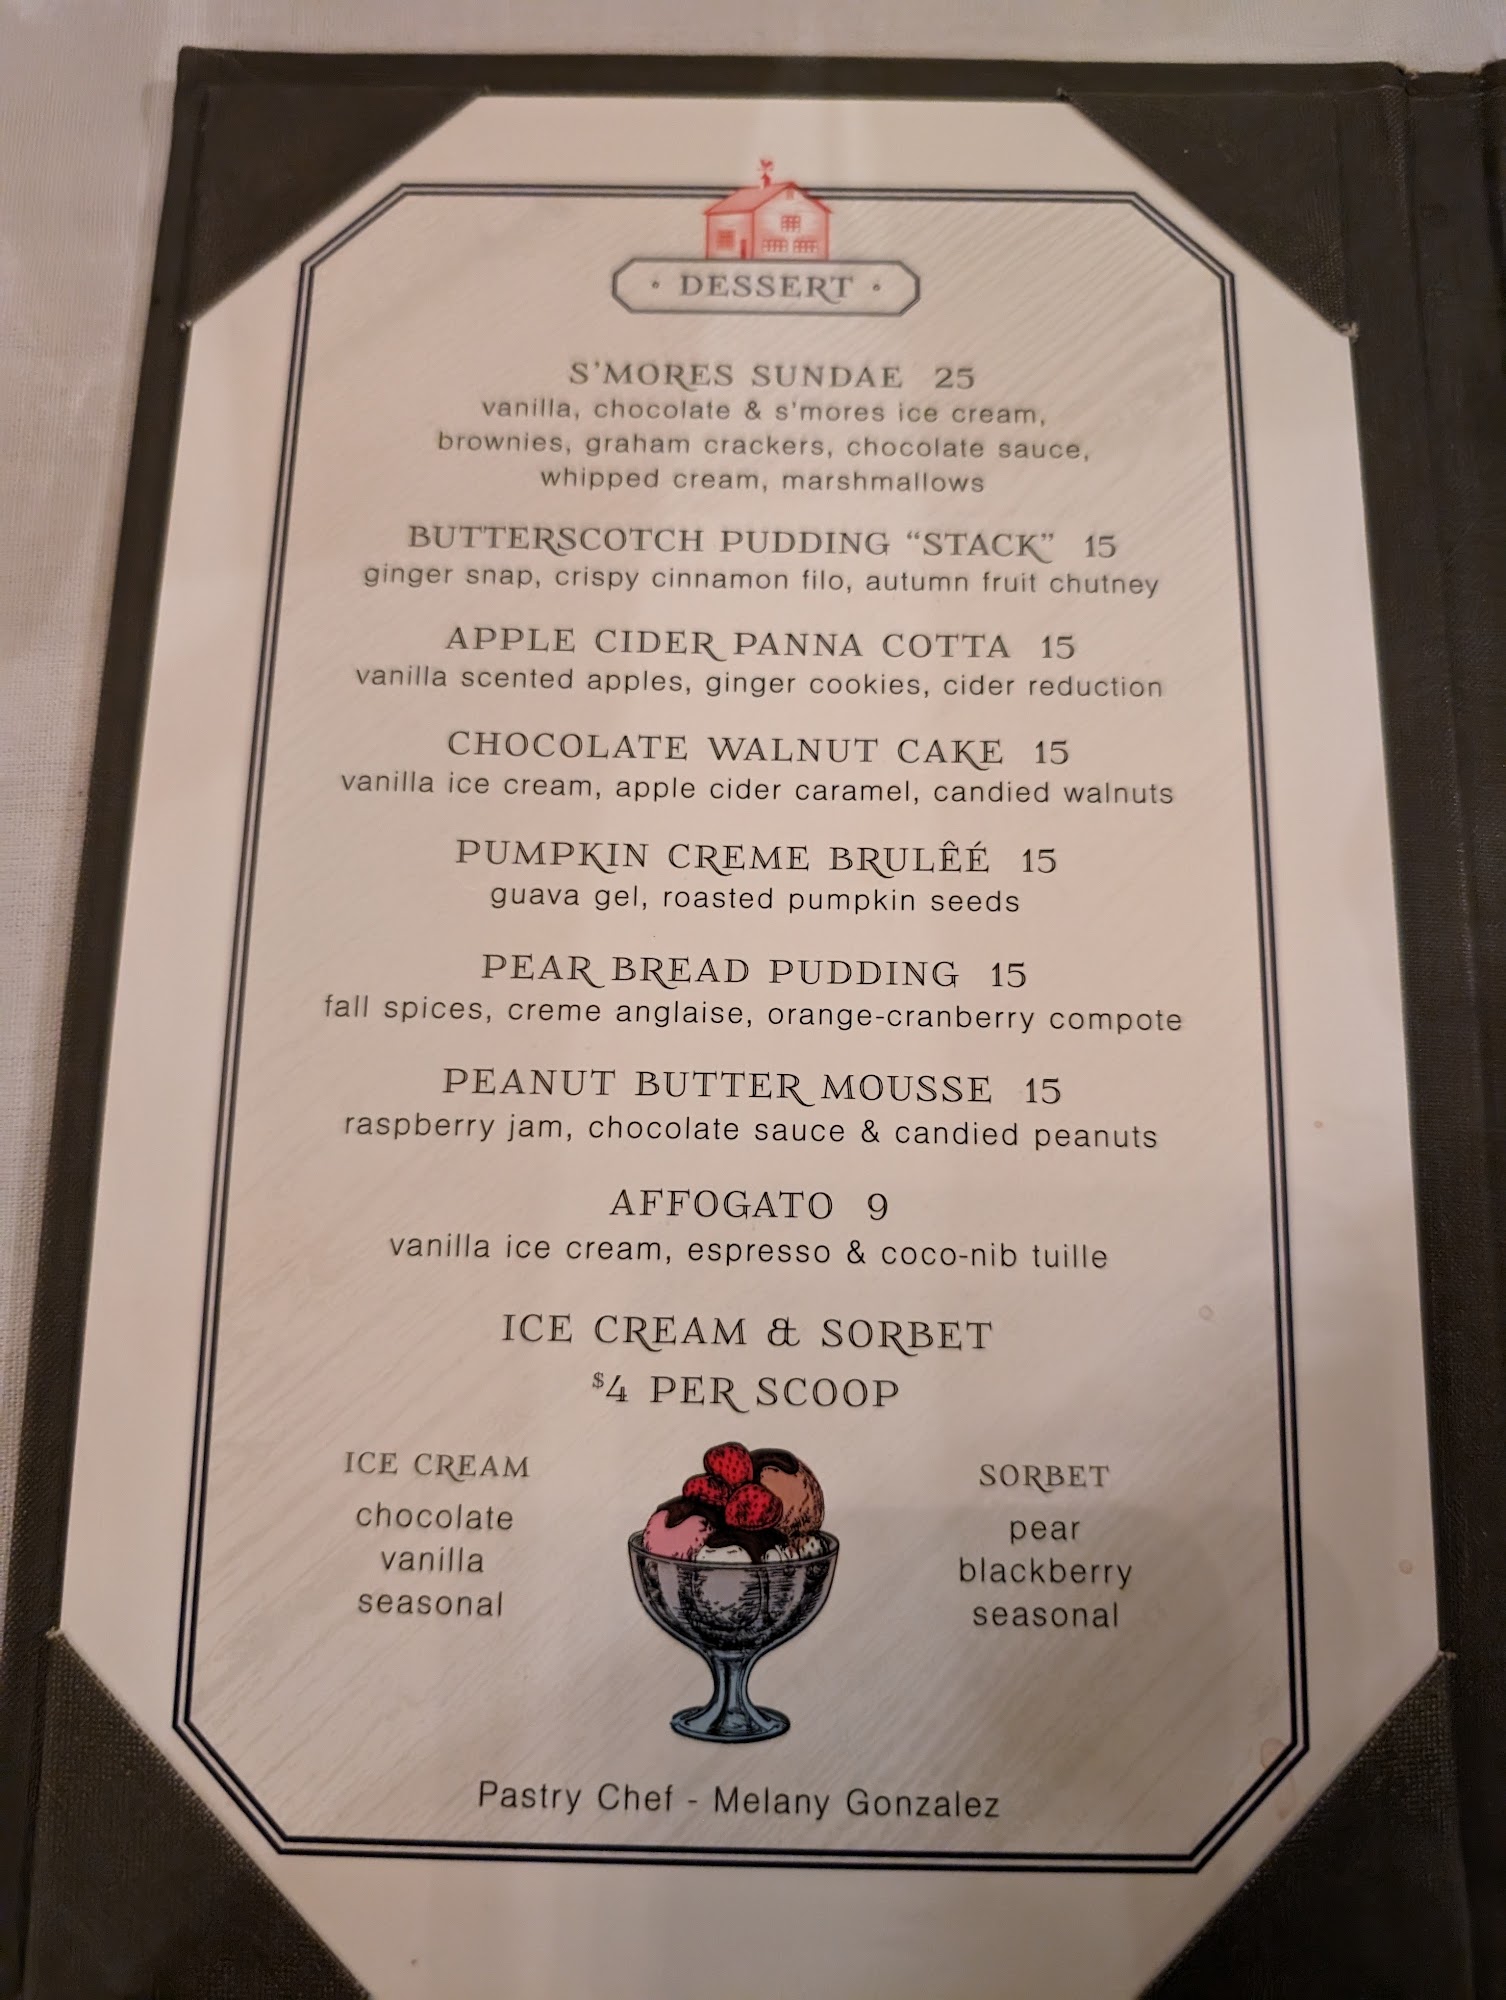 DESSERT
S'MORES SUNDAE 25
vanilla, chocolate & s'mores ice cream,
brownies, graham crackers, chocolate sauce,
whipped cream, marshmallows
BUTTERSCOTCH PUDDING “STACK” 15
ginger snap, crispy cinnamon filo, autumn fruit chutney
APPLE CIDER PANNA COTTA 15
vanilla scented apples, ginger cookies, cider reduction
CHOCOLATE WALNUT CAKE 15
vanilla ice cream, apple cider caramel, candied walnuts
PUMPKIN CREME BRULÊÉ 15
guava gel, roasted pumpkin seeds
PEAR BREAD PUDDING 15
fall spices, creme anglaise, orange-cranberry compote
PEANUT BUTTER MOUSSE 15
raspberry jam, chocolate sauce & candied peanuts
AFFOGATO 9
vanilla ice cream, espresso & coco-nib tuille
ICE CREAM & SORBET
$4 PER SCOOP
ICE CREAM
chocolate
vanilla
seasonal
SORBET
pear
blackberry
seasonal
Pastry Chef - Melany Gonzalez